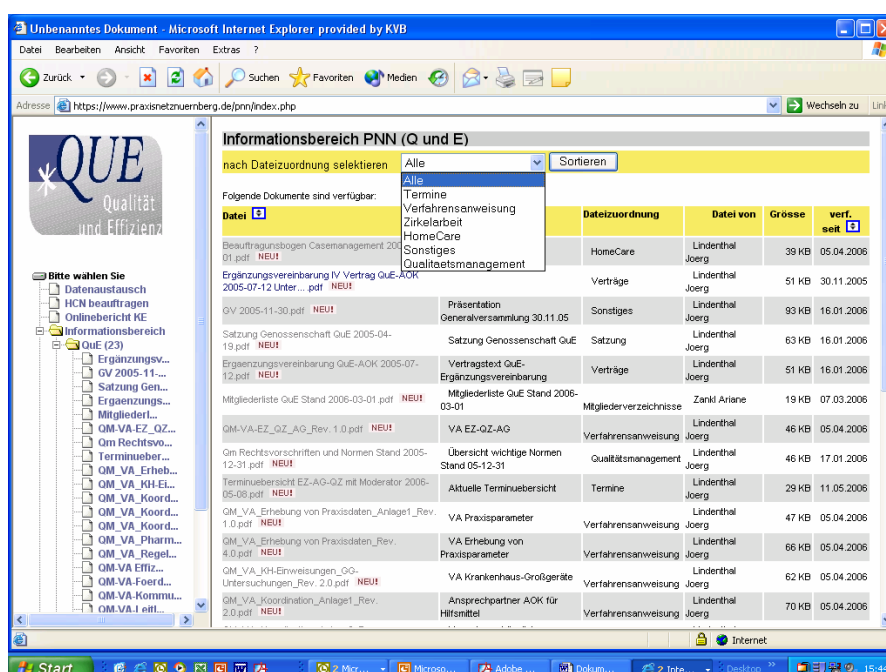 Unbenanntes Dokument - Microsoft Internet Explorer provided by KVB
Datei Bearbeiten Ansicht Favoriten Extras ?
Zurück Suchen Favoriten Medien
Adresse https://www.praxisnetznuernberg.de/pnn/index.php Wechseln zu
QUE
Qualität
und Effizienz
Bitte wählen Sie
Datenaustausch
HCN beauftragen
Onlinebericht KE
Informationsbereich
QuE (23)
Ergänzungsv...
GV 2005-11-...
Satzung Gen...
Ergaenzungs...
Mitgliederl...
QM-VA-EZ_QZ...
Qm Rechtsvo...
Terminueber...
QM_VA_Erheb...
QM_VA_KH-Ei...
QM_VA_Koord...
QM_VA_Koord...
QM_VA_Koord...
QM_VA_Pharm...
QM_VA_Regel...
QM-VA Effiz...
QM-VA-Foerd...
QM-VA-Kommu...
QM-VA-Leitl...
Informationsbereich PNN (Q und E)
nach Dateizuordnung selektieren Alle Sortieren
Alle
Termine
Verfahrensanweisung
Zirkelarbeit
HomeCare
Sonstiges
Qualitaetsmanagement
Folgende Dokumente sind verfügbar:
Datei Dateizuordnung Datei von Grösse verf.
seit
Beauftragunsbogen Casemanagement 200
01.pdf NEU! HomeCare Lindenthal
Joerg 39 KB 05.04.2006
Ergänzungsvereinbarung IV Vertrag QuE-AOK
2005-07-12 Unter... .pdf NEU! Verträge Lindenthal
Joerg 51 KB 30.11.2005
GV 2005-11-30.pdf NEU! Präsentation
Generalversammlung 30.11.05 Sonstiges Lindenthal
Joerg 93 KB 16.01.2006
Satzung Genossenschaft QuE 2005-04-
19.pdf NEU! Satzung Genossenschaft QuE Satzung Lindenthal
Joerg 63 KB 16.01.2006
Ergaenzungsvereinbarung QuE-AOK 2005-07-
12.pdf NEU! Vertragstext QuE-
Ergänzungsvereinbarung Verträge Lindenthal
Joerg 51 KB 16.01.2006
Mitgliederliste QuE Stand 2006-03-01.pdf NEU! Mitgliederliste QuE Stand 2006-
03-01 Mitgliederverzeichnisse Zankl Ariane 19 KB 07.03.2006
QM-VA-EZ_QZ_AG_Rev. 1.0.pdf NEU! VA EZ-QZ-AG Verfahrensanweisung Lindenthal
Joerg 46 KB 05.04.2006
Qm Rechtsvorschriften und Normen Stand 2005-
12-31.pdf NEU! Übersicht wichtige Normen
Stand 05-12-31 Qualitätsmanagement Lindenthal
Joerg 46 KB 17.01.2006
Terminuebersicht EZ-AG-QZ mit Moderator 2006-
05-08.pdf NEU! Aktuelle Terminuebersicht Termine Lindenthal
Joerg 29 KB 11.05.2006
QM_VA_Erhebung von Praxisdaten_Anlage1_Rev.
1.0.pdf NEU! VA Praxisparameter Verfahrensanweisung Lindenthal
Joerg 47 KB 05.04.2006
QM_VA_Erhebung von Praxisdaten_Rev.
4.0.pdf NEU! VA Erhebung von
Praxisparameter Verfahrensanweisung Lindenthal
Joerg 66 KB 05.04.2006
QM_VA_KH-Einweisungen_GG-
Untersuchungen_Rev. 2.0.pdf NEU! VA Krankenhaus-Großgeräte Verfahrensanweisung Lindenthal
Joerg 62 KB 05.04.2006
QM_VA_Koordination_Anlage1_Rev.
2.0.pdf NEU! Ansprechpartner AOK für
Hilfsmittel Verfahrensanweisung Lindenthal
Joerg 70 KB 05.04.2006
Internet
Start 2 Micr... Microso... Adobe ... Dokum... 2 Inte... Desktop 15:4